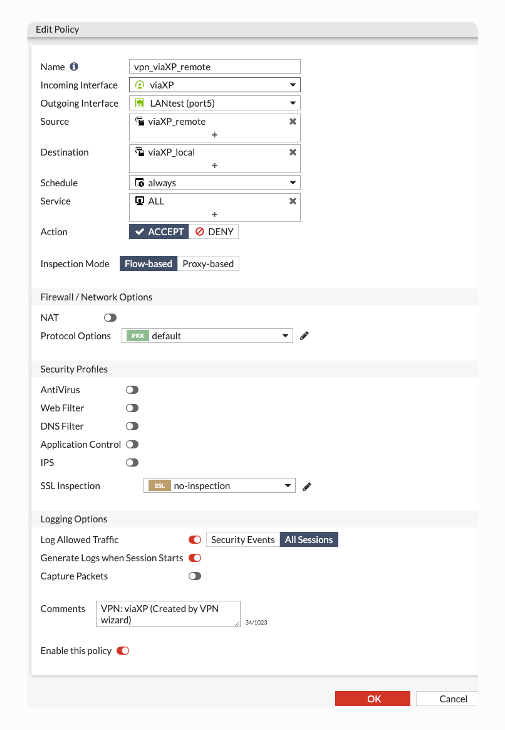 Edit Policy
Name vpn_viaXP_remote
Incoming Interface viaXP
Outgoing Interface LANtest (port5)
Source viaXP_remote
+
Destination viaXP_local
+
Schedule always
Service ALL
+
Action ACCEPT DENY
Inspection Mode Flow-based Proxy-based
Firewall / Network Options
NAT
Protocol Options PRX default
Security Profiles
AntiVirus
Web Filter
DNS Filter
Application Control
IPS
SSL Inspection SSL no-inspection
Logging Options
Log Allowed Traffic Security Events All Sessions
Generate Logs when Session Starts
Capture Packets
Comments VPN: viaXP (Created by VPN
wizard) 34/1023
Enable this policy
OK Cancel